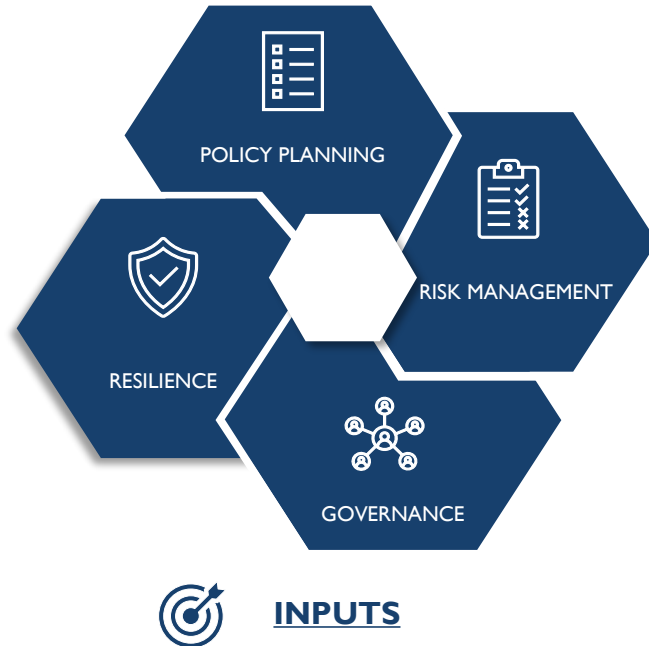 POLICY PLANNING
RISK MANAGEMENT
RESILIENCE
GOVERNANCE
INPUTS